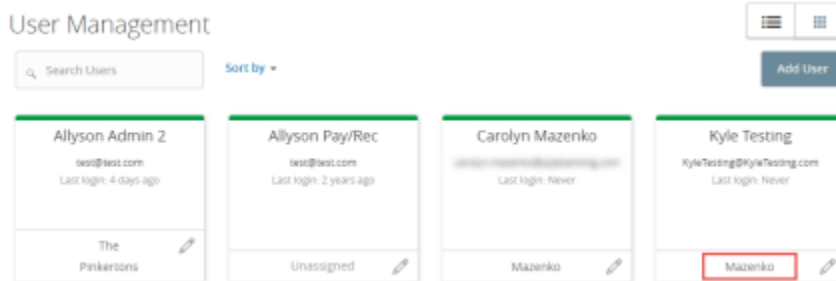 User Management
Search Users
Sort by
Add User
Allyson Admin 2
test@test.com
Last login: 4 days ago
The
Pinkertons
Allyson Pay/Rec
test@test.com
Last login: 2 years ago
Unassigned
Carolyn Mazenko
Last login: Never
Mazenko
Kyle Testing
KyleTesting@KyleTesting.com
Last login: Never
Mazenko